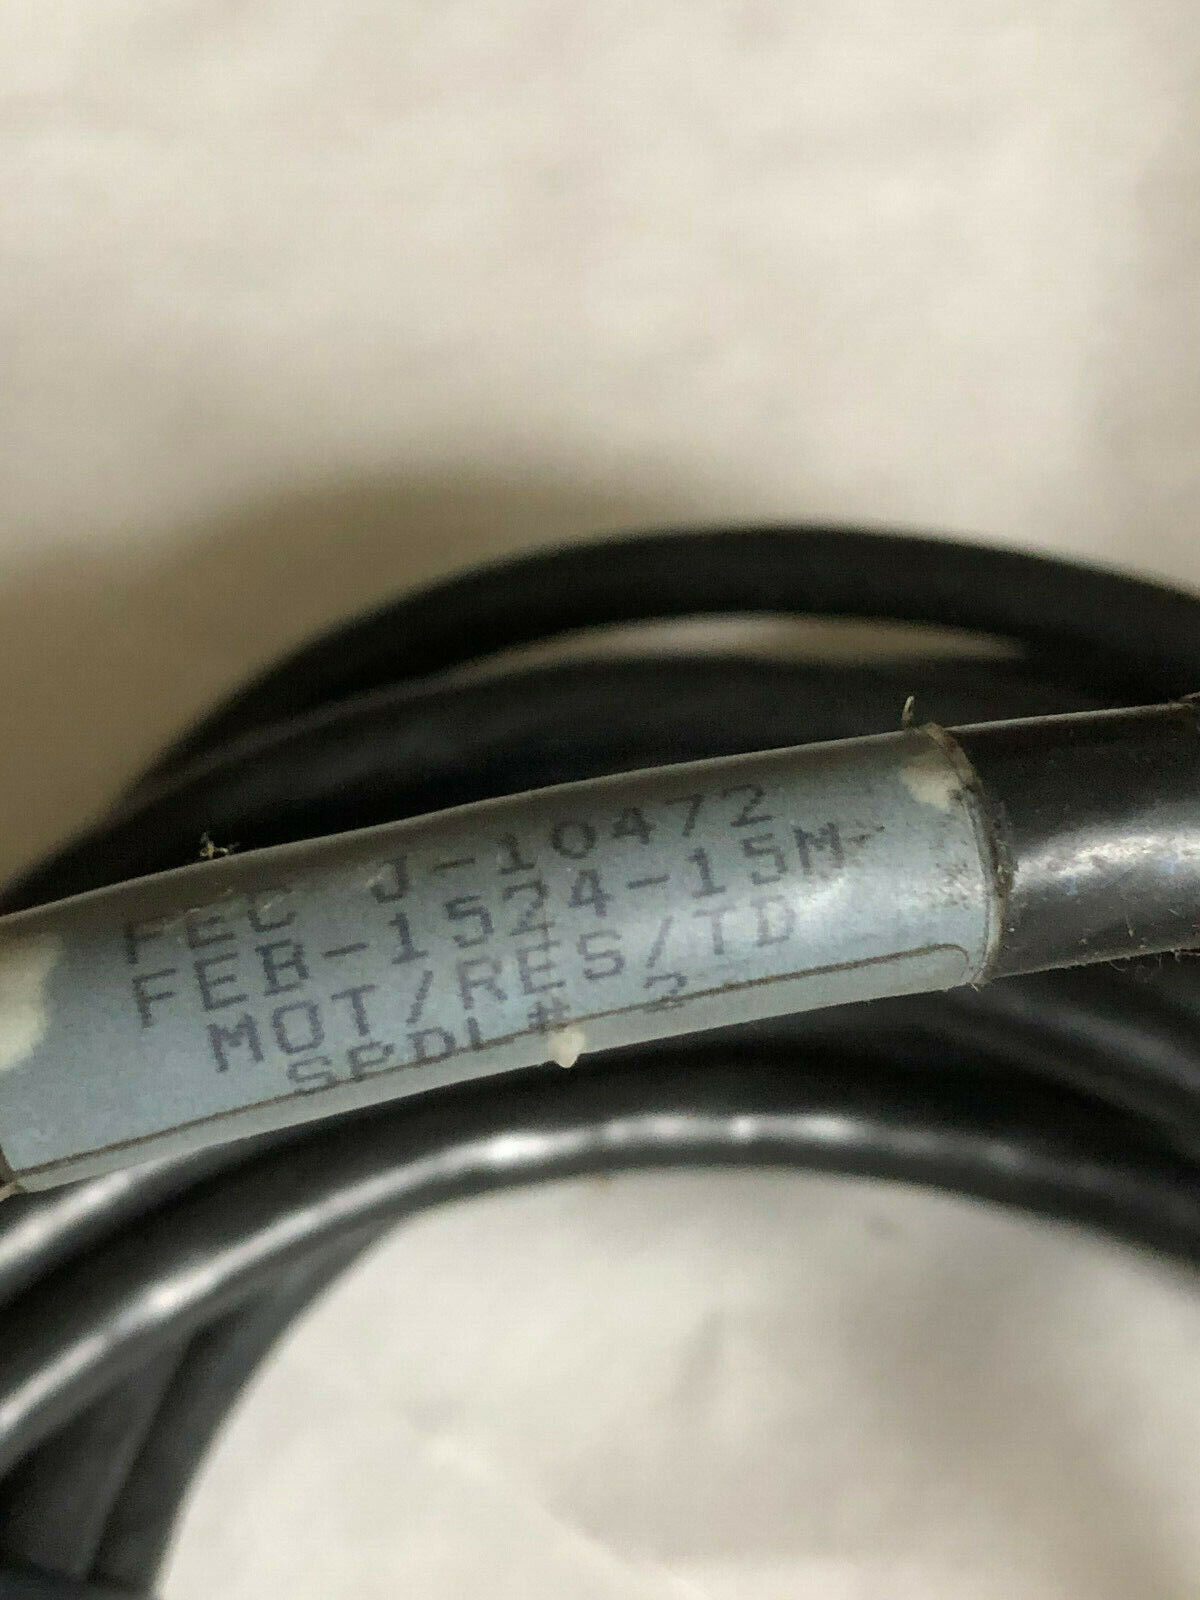 FEC J-10472
FEB-1524-15M
MOT/RES/TD
SPDL# 2